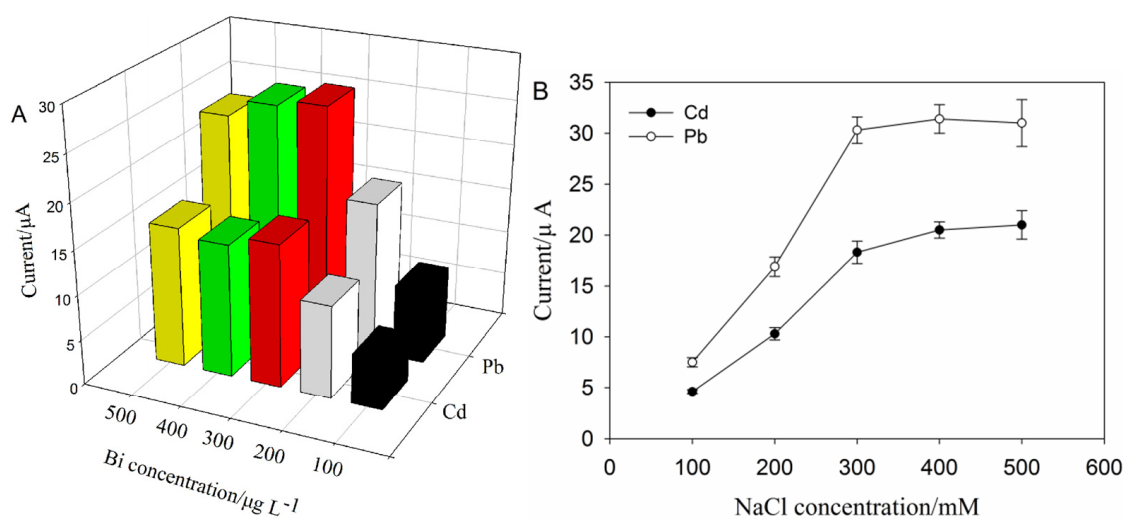 A
Current/µA
30
25
20
15
10
5
0
500
400
300
200
100
Bi concentration/µg L-1
Cd
Pb
B
Current/µ A
35
30
25
20
15
10
5
0
Cd
Pb
0 100 200 300 400 500 600
NaCl concentration/mM